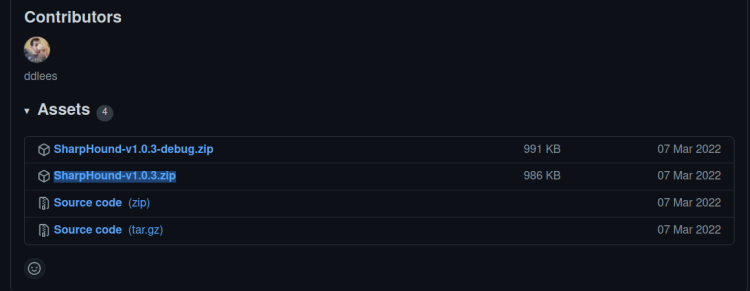 Contributors
ddlees
Assets 4
SharpHound-v1.0.3-debug.zip 991 KB 07 Mar 2022
SharpHound-v1.0.3.zip 986 KB 07 Mar 2022
Source code (zip) 07 Mar 2022
Source code (tar.gz) 07 Mar 2022